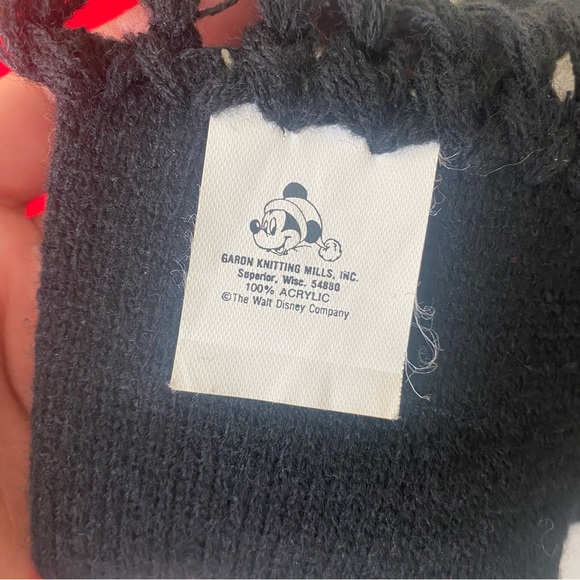 GARON KNITTING MILLS, INC.
Superior, Wisc. 54880
100% ACRYLIC
©The Walt Disney Company